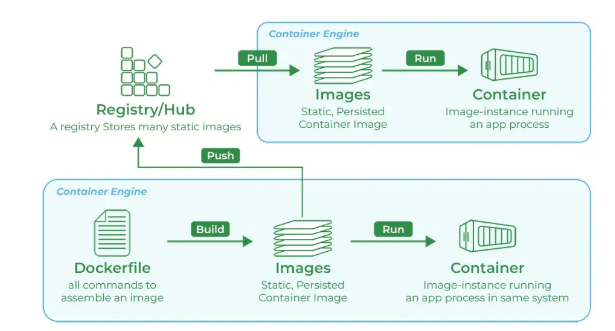 Container Engine
Pull
Run
Registry/Hub
A registry Stores many static images
Images
Static, Persisted
Container Image
Container
Image-instance running
an app process
Push
Container Engine
Build
Run
Dockerfile
all commands to
assemble an image
Images
Static, Persisted
Container Image
Container
Image-instance running
an app process in same system